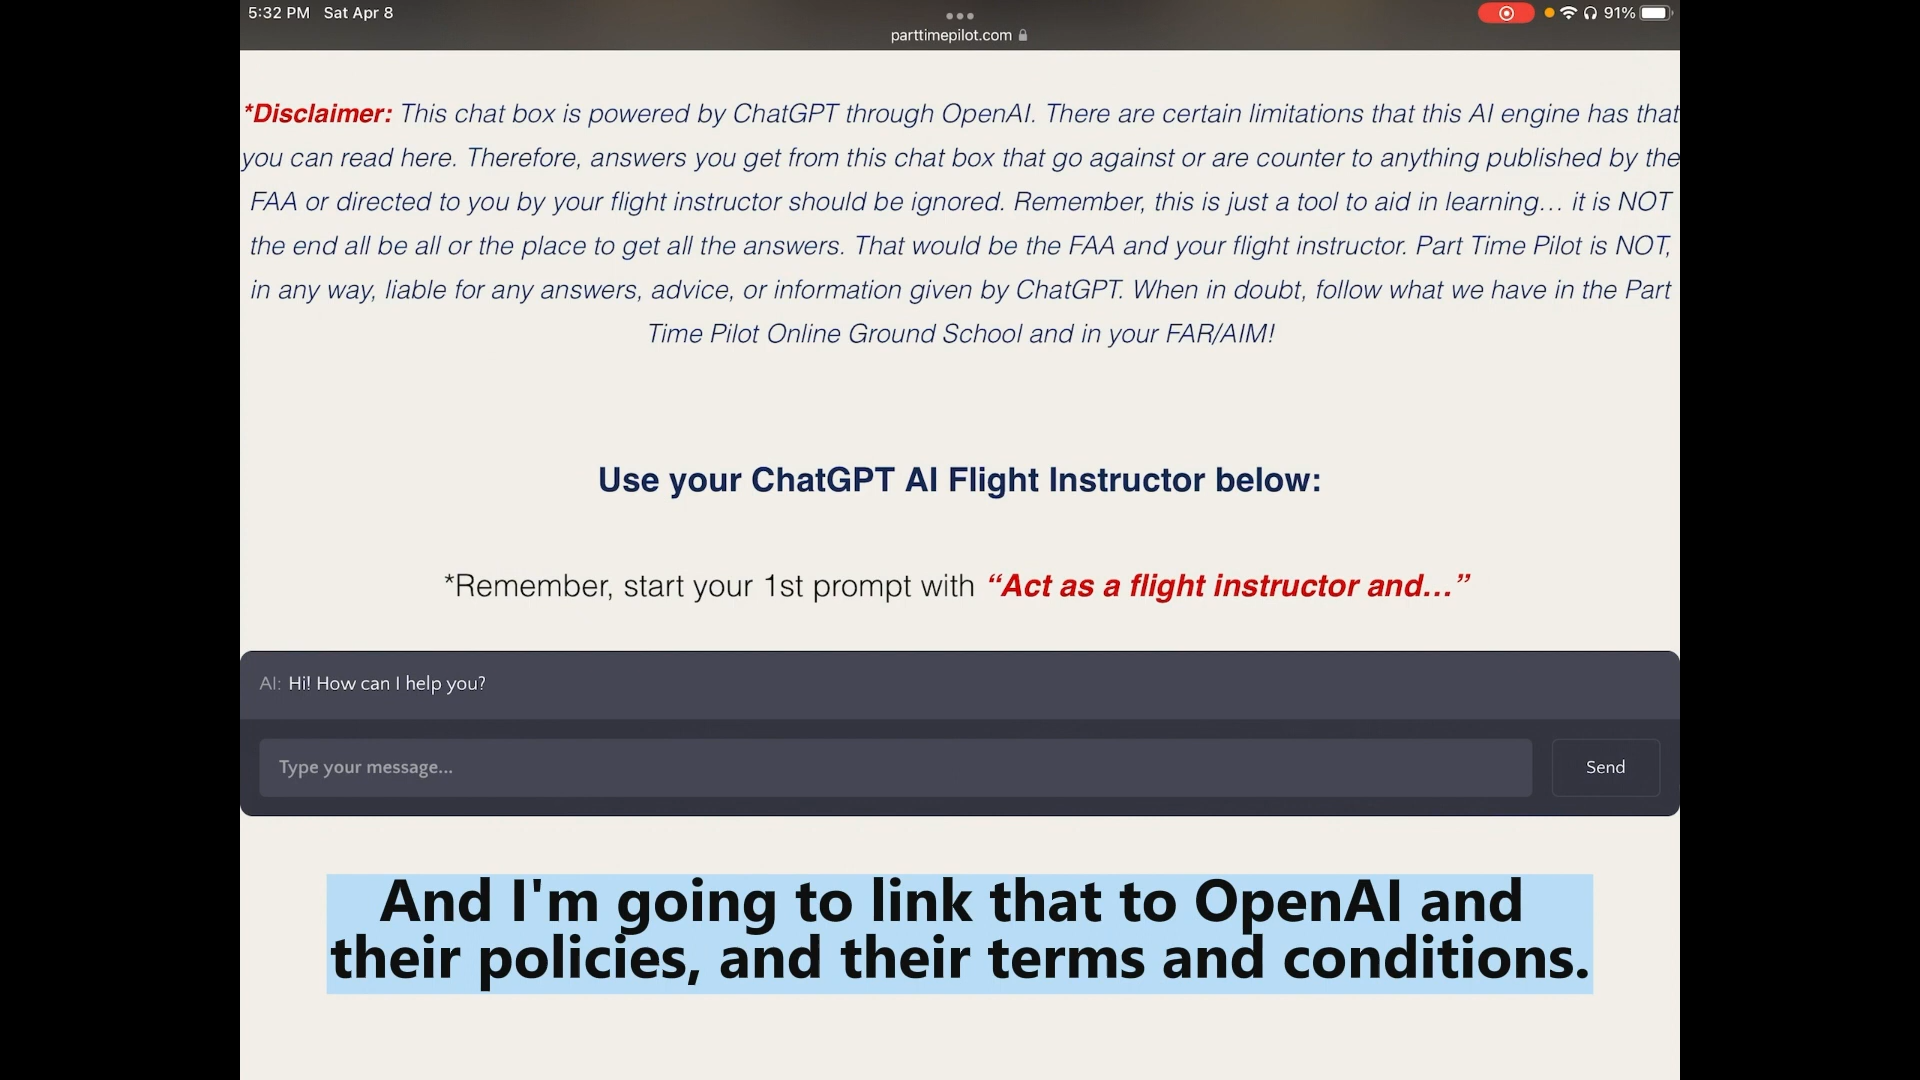 5:32 PM Sat Apr 8
91%
parttimepilot.com
*Disclaimer: This chat box is powered by ChatGPT through OpenAI. There are certain limitations that this AI engine has that
you can read here. Therefore, answers you get from this chat box that go against or are counter to anything published by the
FAA or directed to you by your flight instructor should be ignored. Remember, this is just a tool to aid in learning… it is NOT
the end all be all or the place to get all the answers. That would be the FAA and your flight instructor. Part Time Pilot is NOT,
in any way, liable for any answers, advice, or information given by ChatGPT. When in doubt, follow what we have in the Part
Time Pilot Online Ground School and in your FAR/AIM!
Use your ChatGPT AI Flight Instructor below:
*Remember, start your 1st prompt with “Act as a flight instructor and…”
AI: Hi! How can I help you?
Type your message...
Send
And I'm going to link that to OpenAI and
their policies, and their terms and conditions.